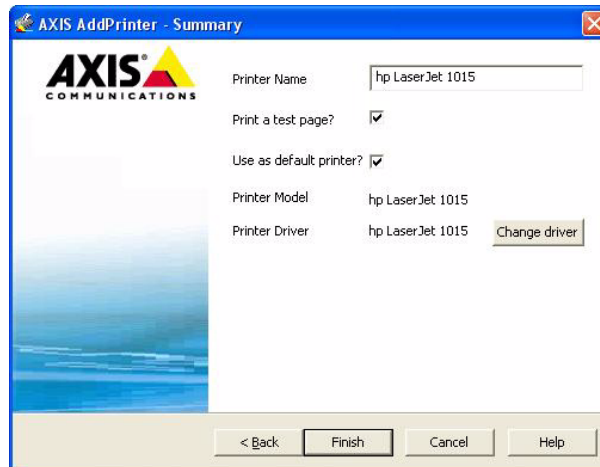 AXIS AddPrinter - Summary
AXIS
COMMUNICATIONS
Printer Name hp LaserJet 1015
Print a test page?
Use as default printer?
Printer Model hp LaserJet 1015
Printer Driver hp LaserJet 1015 Change driver
< Back Finish Cancel Help